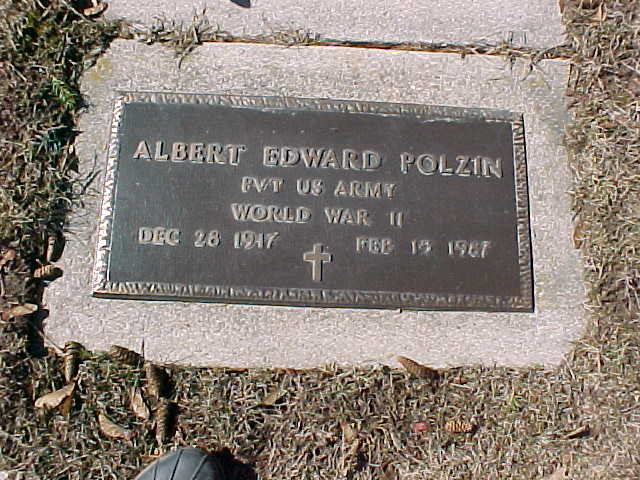 ALBERT EDWARD POLZIN
PVT US ARMY
WORLD WAR II
DEC 28 1917 FEB 15 1987